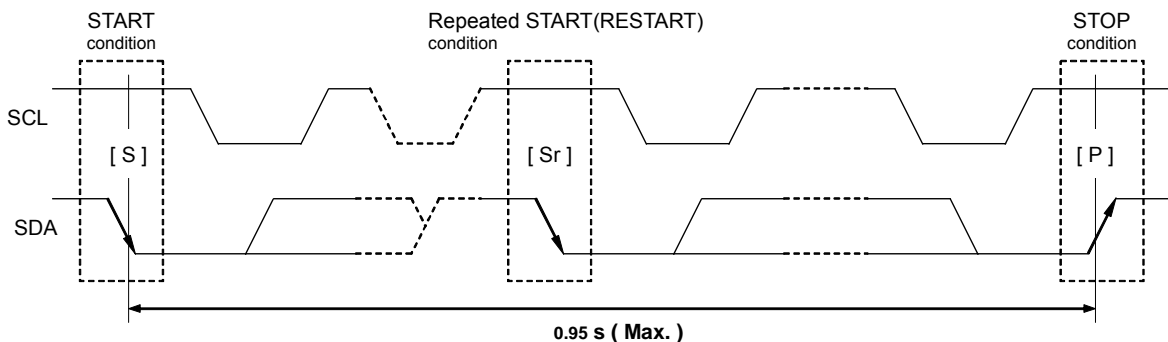 START
condition
Repeated START(RESTART)
condition
STOP
condition
SCL
[ S ]
[ Sr ]
[ P ]
SDA
0.95 s ( Max. )